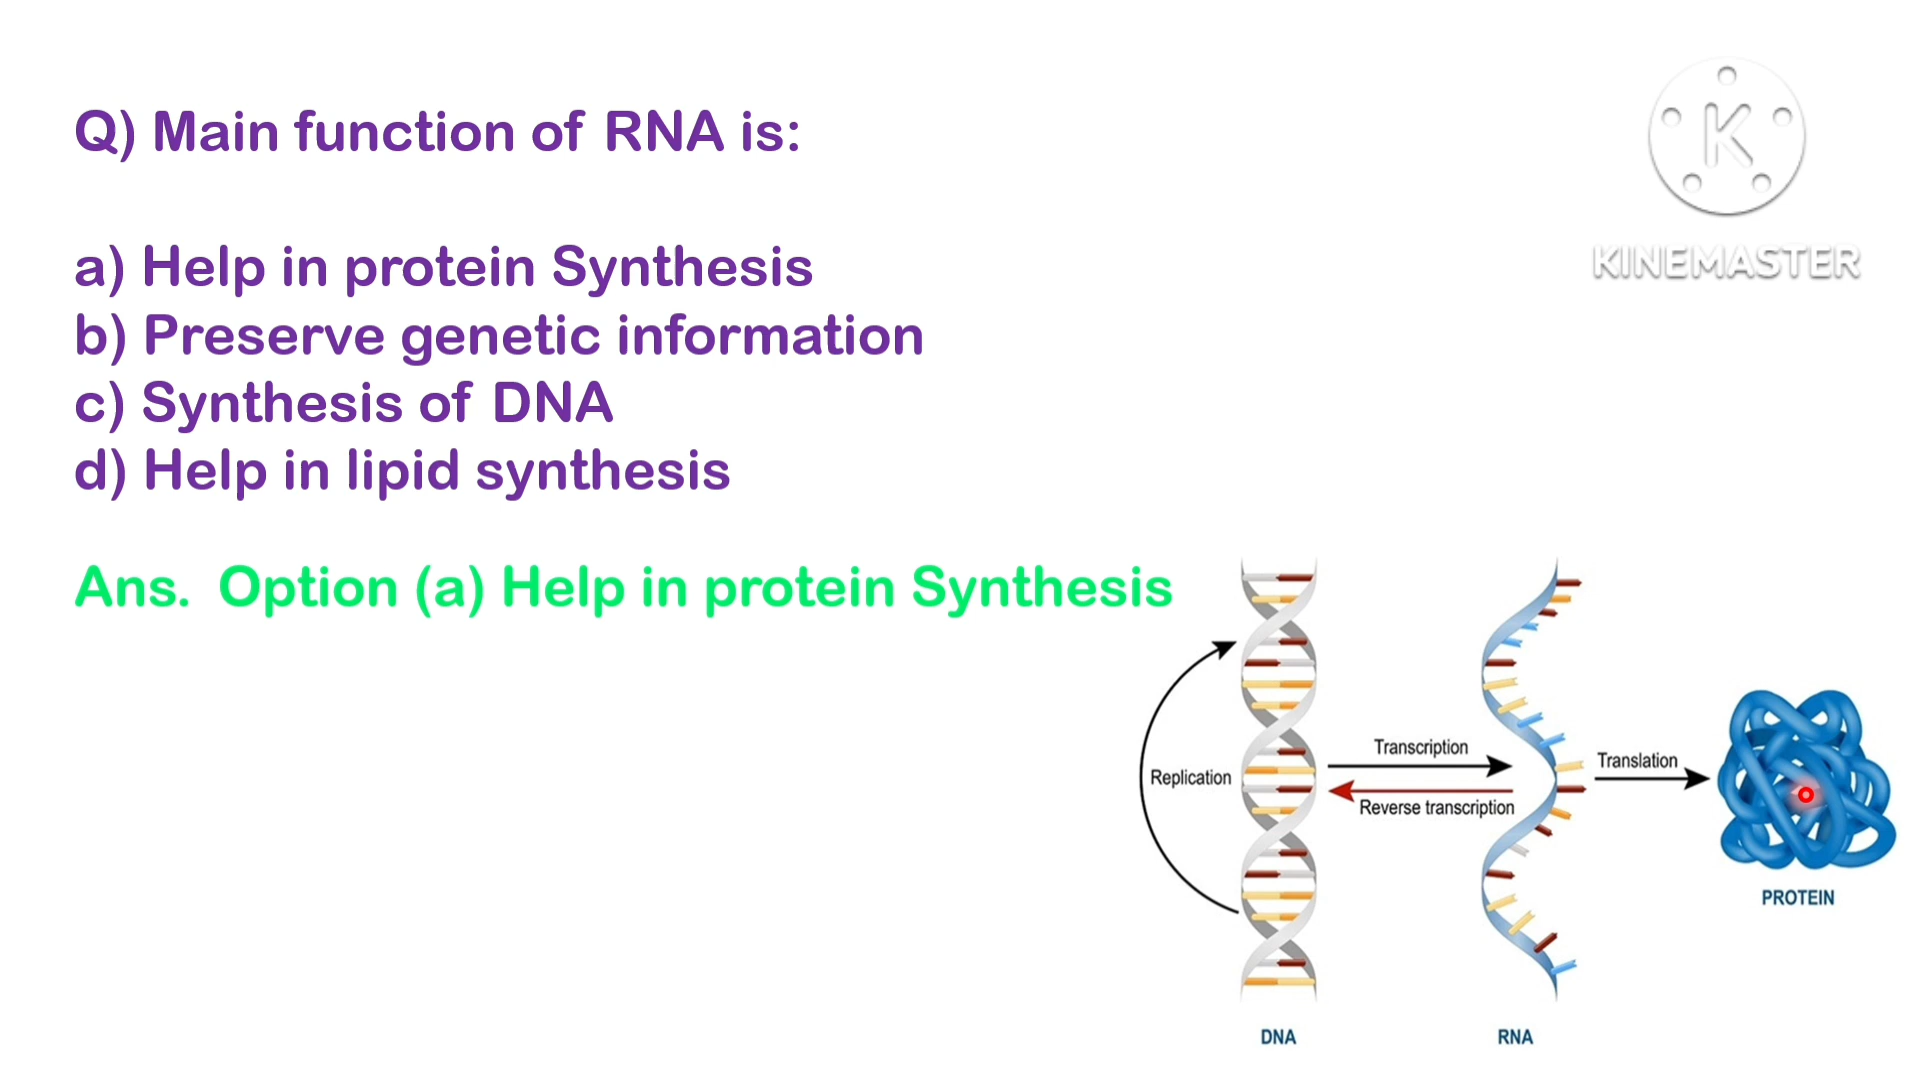 Q) Main function of RNA is:
a) Help in protein Synthesis
b) Preserve genetic information
c) Synthesis of DNA
d) Help in lipid synthesis
Ans. Option (a) Help in protein Synthesis
K
KINEMASTER
Replication
Transcription
Reverse transcription
Translation
PROTEIN
DNA
RNA